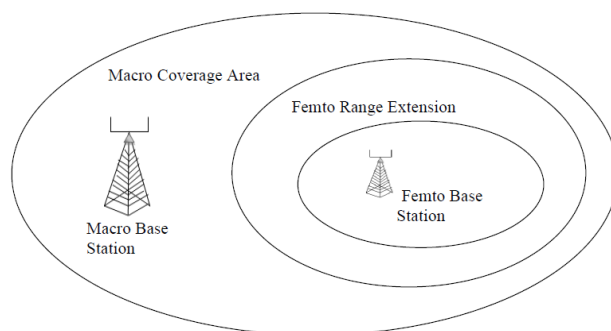 Macro Coverage Area
Femto Range Extension
Femto Base
Station
Macro Base
Station